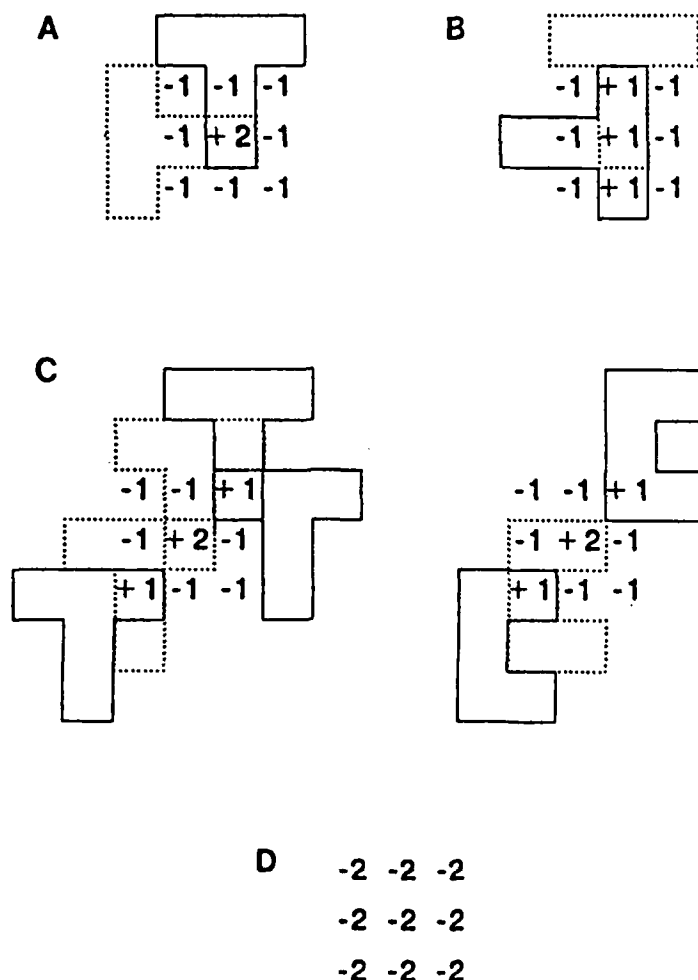 A B
-1 -1 -1 -1 +1 -1
-1 +2 -1 -1 +1 -1
-1 -1 -1 -1 +1 -1
C
-1 -1 +1 -1 -1 +1
-1 +2 -1 -1 +2 -1
+1 -1 -1 +1 -1 -1
D -2 -2 -2
-2 -2 -2
-2 -2 -2